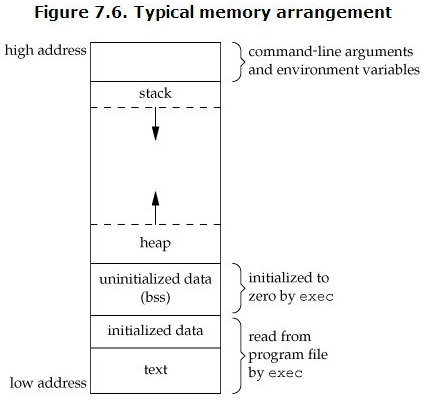 Figure 7.6. Typical memory arrangement
high address
command-line arguments
and environment variables
stack
heap
uninitialized data
(bss)
initialized to
zero by exec
initialized data
read from
program file
by exec
text
low address